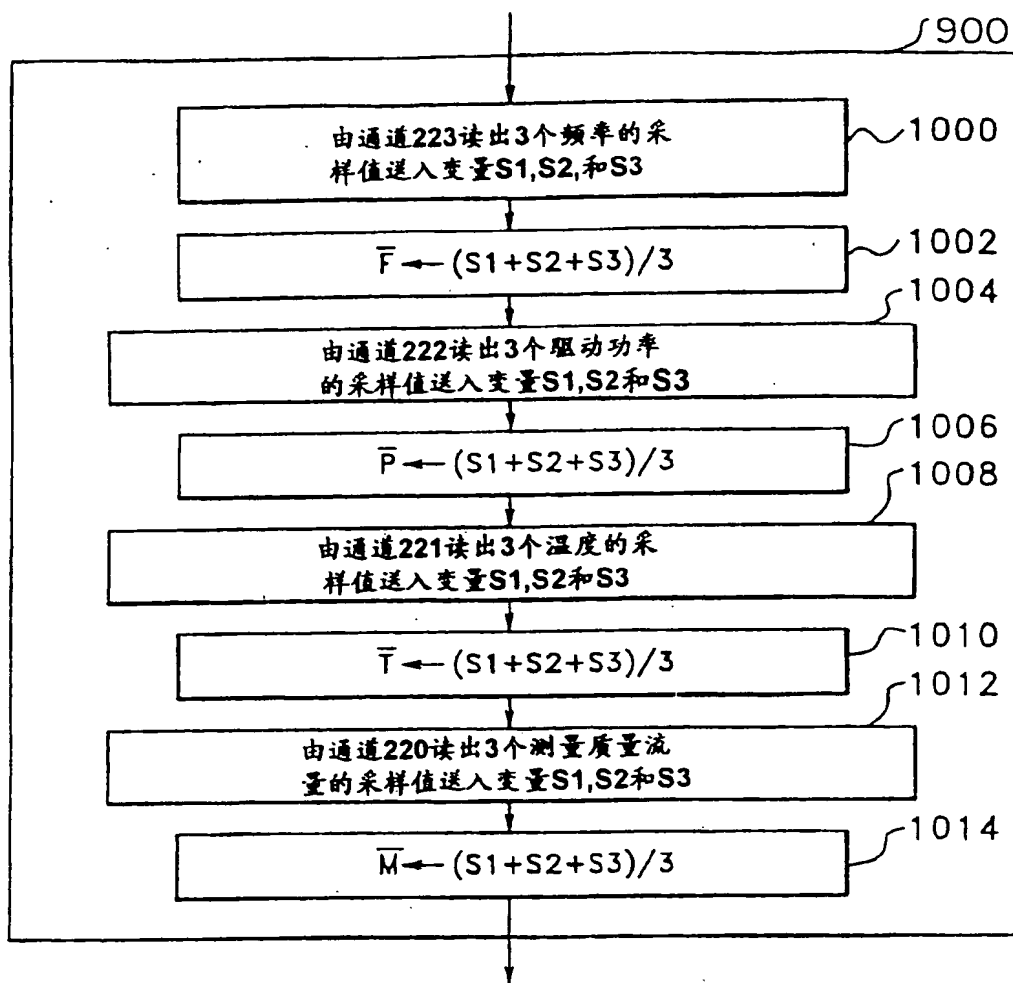 900
由通道223读出3个频率的采
样值送入变量S1,S2,和S3
1000
F̅ ← (S1+S2+S3)/3
1002
1004
由通道222读出3个驱动功率
的采样值送入变量S1,S2和S3
P̅ ← (S1+S2+S3)/3
1006
1008
由通道221读出3个温度的采
样值送入变量S1,S2和S3
T̅ ← (S1+S2+S3)/3
1010
1012
由通道220读出3个测量质量流
量的采样值送入变量S1,S2和S3
M̅ ← (S1+S2+S3)/3
1014